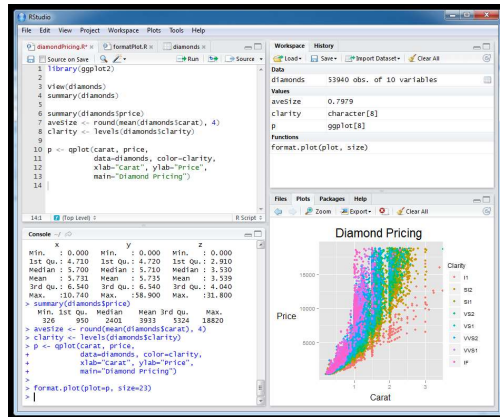 RStudio
File Edit View Project Workspace Plots Tools Help
diamondPricing.R* × formatPlot.R × diamonds ×
Source on Save Run Source
1 library(ggplot2)
2
3 View(diamonds)
4 summary(diamonds)
5
6 summary(diamonds$price)
7 aveSize <- round(mean(diamonds$carat), 4)
8 clarity <- levels(diamonds$clarity)
9
10 p <- qplot(carat, price,
11 data=diamonds, color=clarity,
12 xlab="Carat", ylab="Price",
13 main="Diamond Pricing")
14
14:1 (Top Level) R Script
Console ~/
x y z
Min. : 0.000 Min. : 0.000 Min. : 0.000
1st Qu.: 4.710 1st Qu.: 4.720 1st Qu.: 2.910
Median : 5.700 Median : 5.710 Median : 3.530
Mean : 5.731 Mean : 5.735 Mean : 3.539
3rd Qu.: 6.540 3rd Qu.: 6.540 3rd Qu.: 4.040
Max. :10.740 Max. :58.900 Max. :31.800
> summary(diamonds$price)
Min. 1st Qu. Median Mean 3rd Qu. Max.
326 950 2401 3933 5324 18820
> aveSize <- round(mean(diamonds$carat), 4)
> clarity <- levels(diamonds$clarity)
> p <- qplot(carat, price,
+ data=diamonds, color=clarity,
+ xlab="Carat", ylab="Price",
+ main="Diamond Pricing")
>
> format.plot(plot=p, size=23)
>
Workspace History
Load Save Import Dataset Clear All
Data
diamonds 53940 obs. of 10 variables
Values
aveSize 0.7979
clarity character[8]
p ggplot[8]
Functions
format.plot(plot, size)
Files Plots Packages Help
Zoom Export Clear All
Diamond Pricing
Price
15000
10000
5000
1 2 3
Carat
Clarity
I1
SI2
SI1
VS2
VS1
VVS2
VVS1
IF